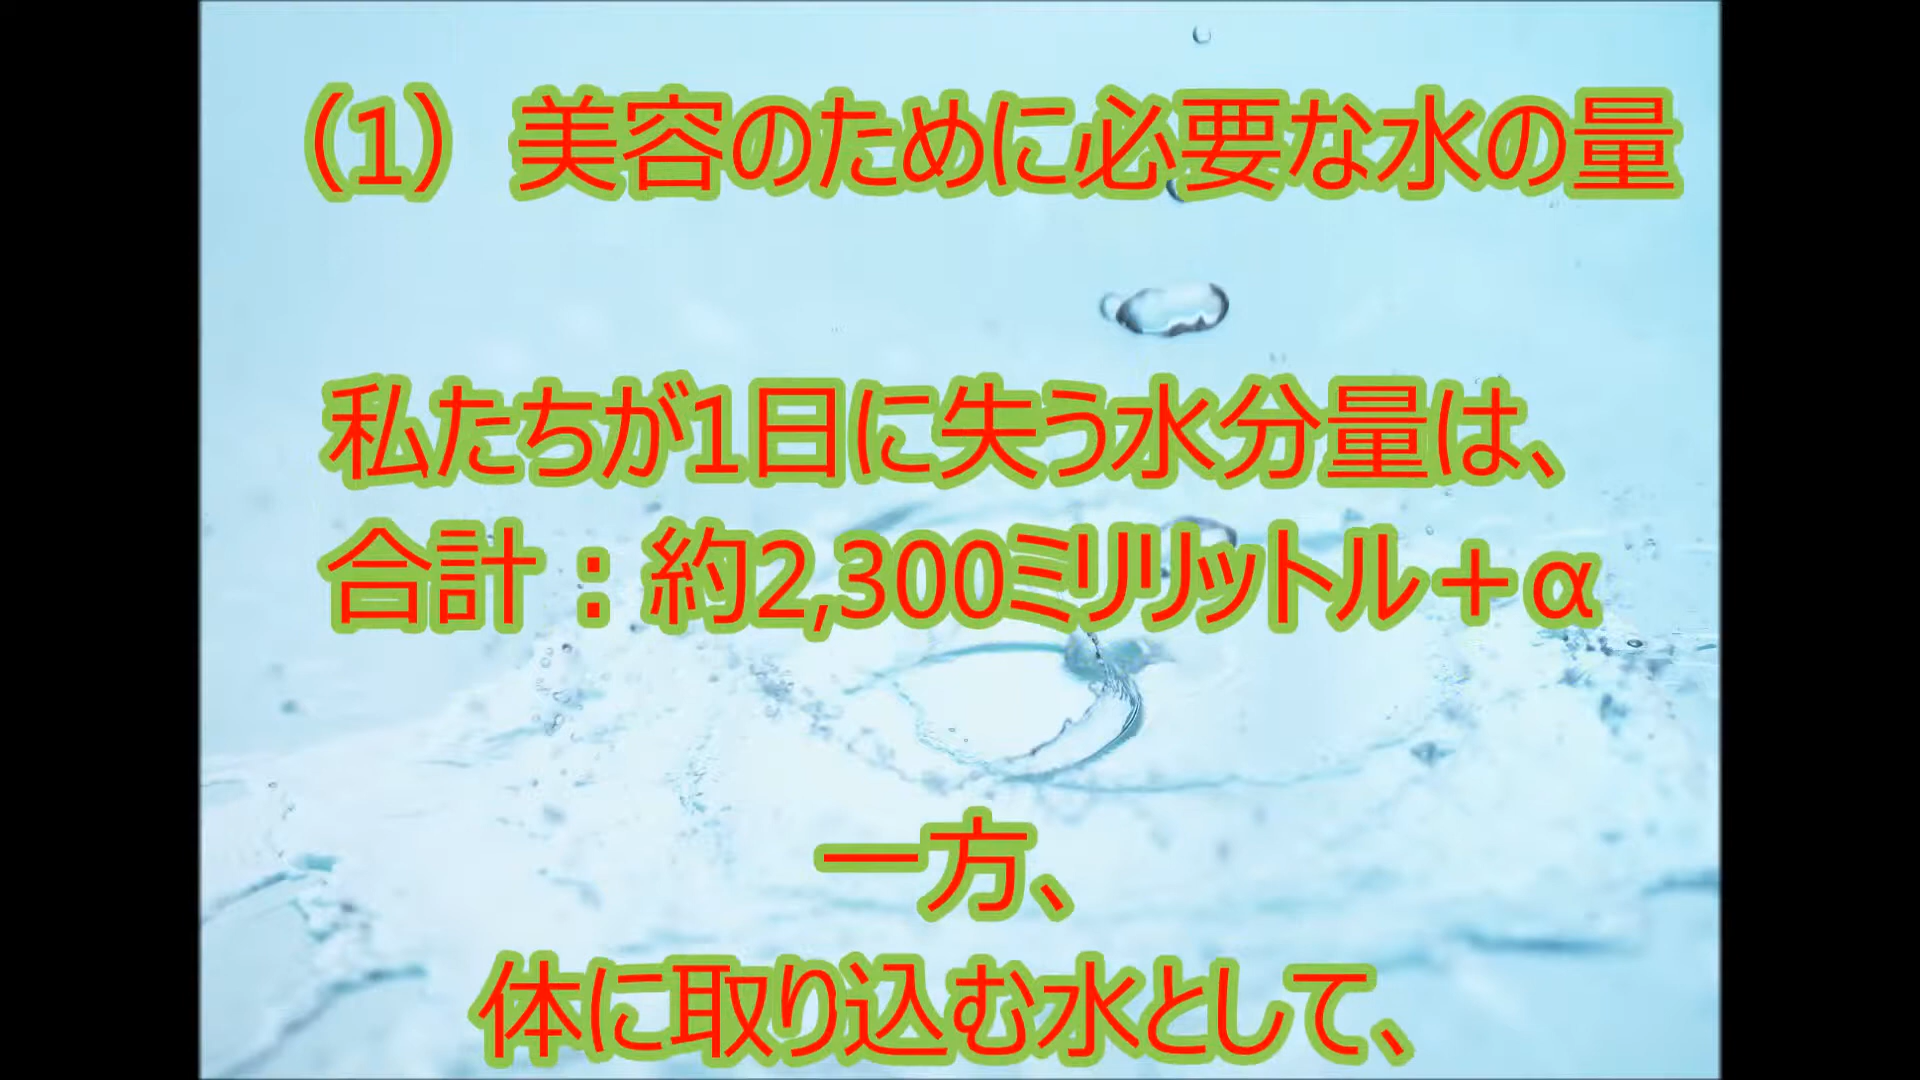 （1）美容のために必要な水の量
私たちが1日に失う水分量は、
合計：約2,300ミリリットル＋α
一方、
体に取り込む水として、